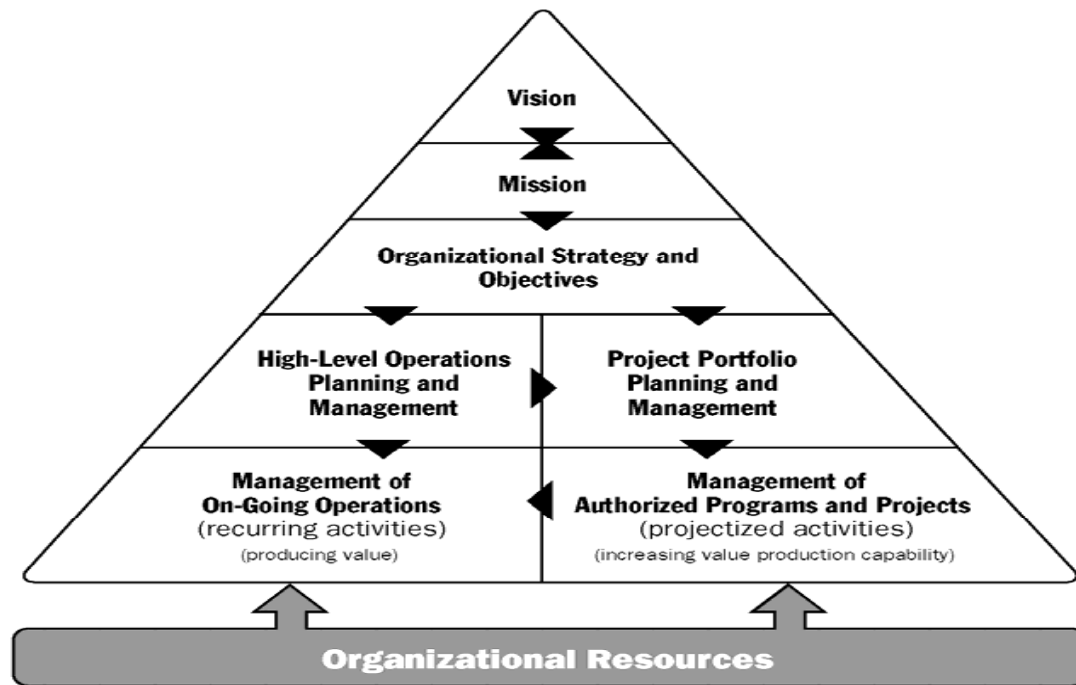 Vision
Mission
Organizational Strategy and
Objectives
High-Level Operations
Planning and
Management
Project Portfolio
Planning and
Management
Management of
On-Going Operations
(recurring activities)
(producing value)
Management of
Authorized Programs and Projects
(projectized activities)
(increasing value production capability)
Organizational Resources